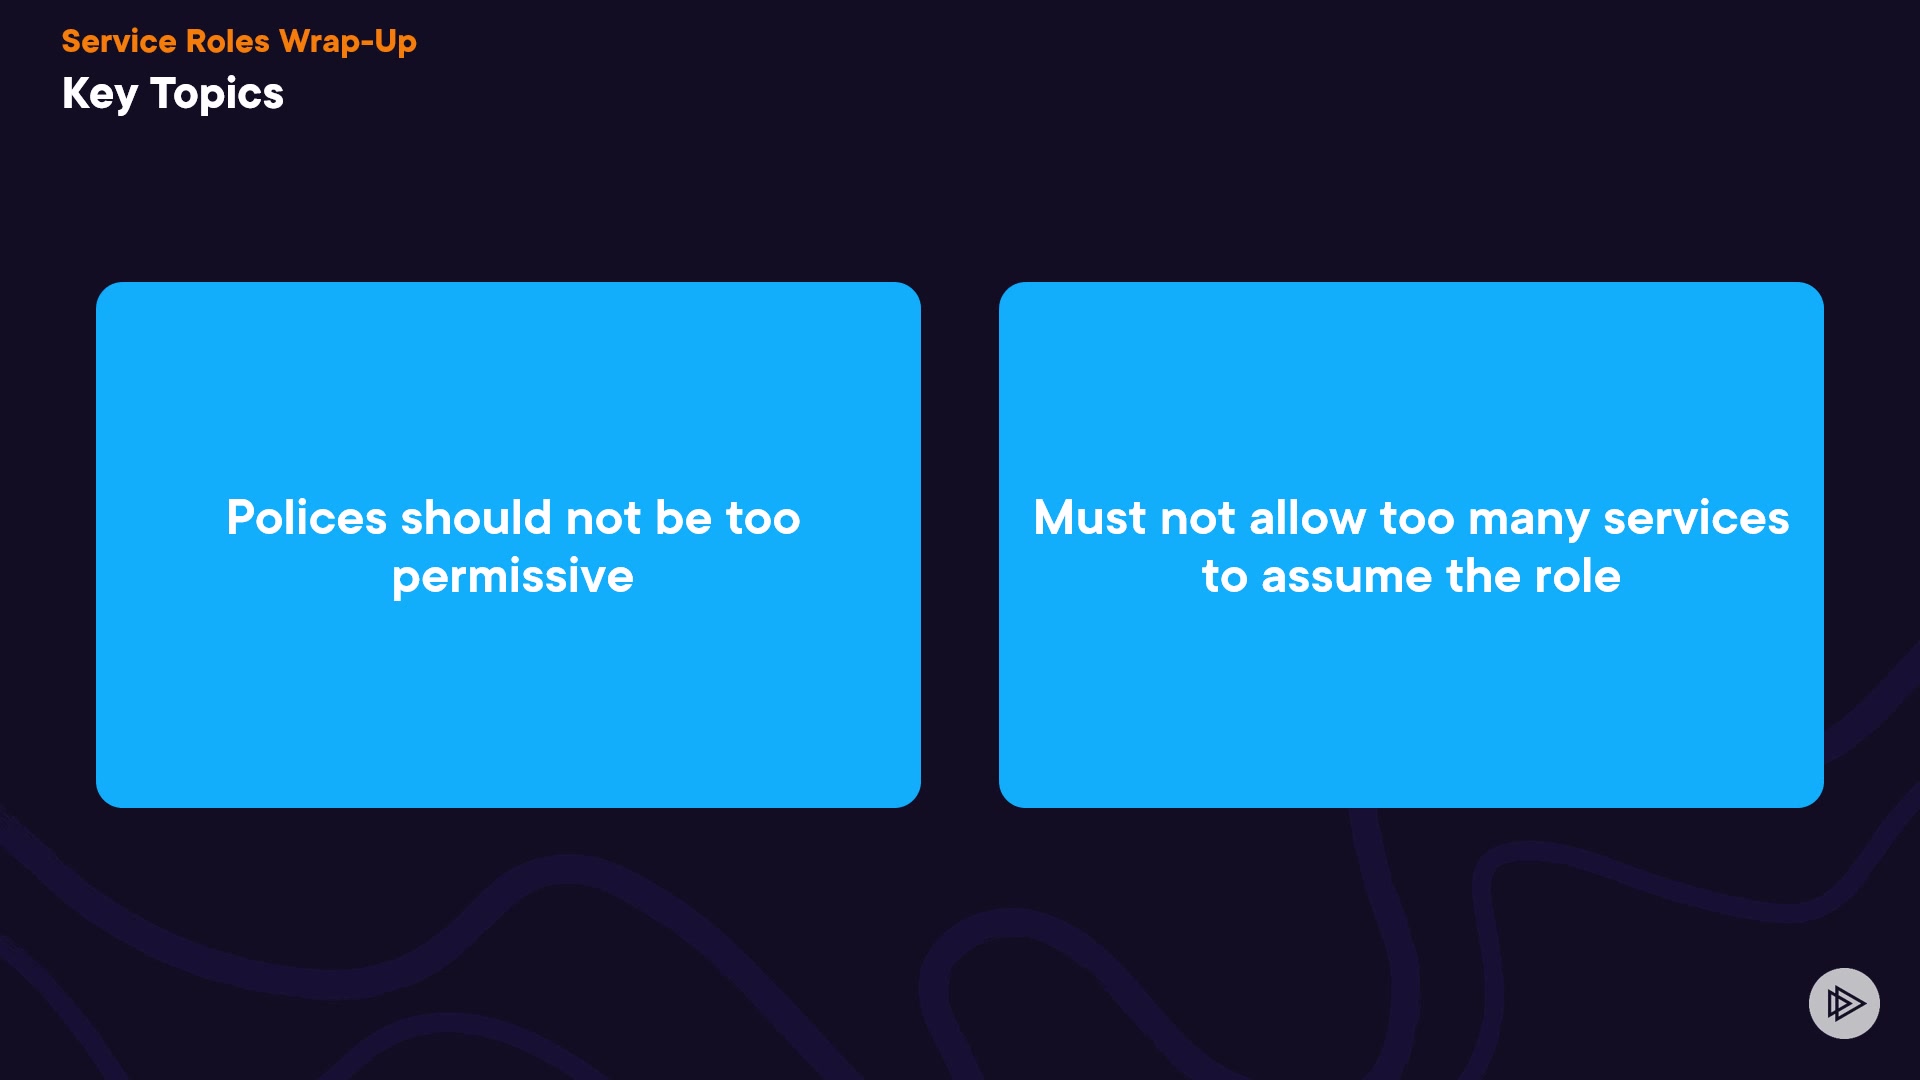 Service Roles Wrap-Up
Key Topics
Polices should not be too
permissive
Must not allow too many services
to assume the role